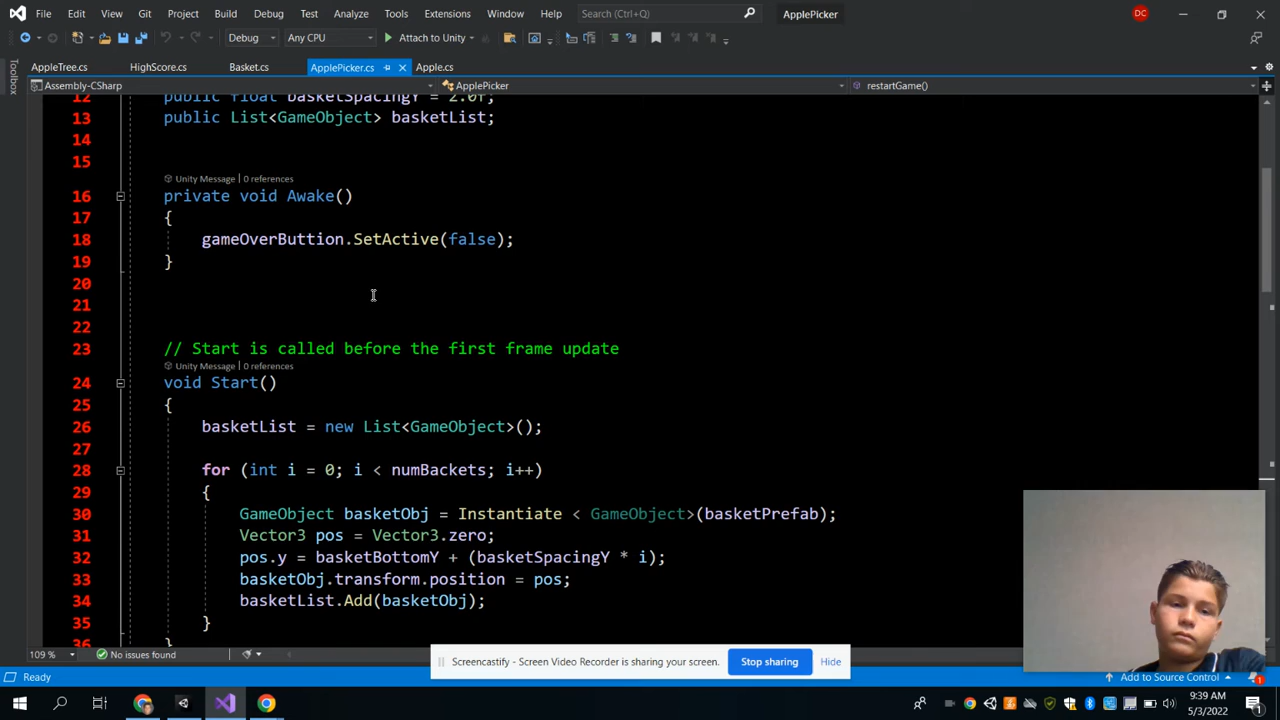 File Edit View Git Project Build Debug Test Analyze Tools Extensions Window Help Search (Ctrl+Q) ApplePicker DC
Debug Any CPU Attach to Unity
AppleTree.cs HighScore.cs Basket.cs ApplePicker.cs Apple.cs
Toolbox
Assembly-CSharp ApplePicker restartGame()
12 public float basketSpacingY = 2.0f;
13 public List<GameObject> basketList;
14
15
Unity Message | 0 references
16 private void Awake()
17 {
18 gameOverButtion.SetActive(false);
19 }
20
21
22
23 // Start is called before the first frame update
Unity Message | 0 references
24 void Start()
25 {
26 basketList = new List<GameObject>();
27
28 for (int i = 0; i < numBackets; i++)
29 {
30 GameObject basketObj = Instantiate < GameObject>(basketPrefab);
31 Vector3 pos = Vector3.zero;
32 pos.y = basketBottomY + (basketSpacingY * i);
33 basketObj.transform.position = pos;
34 basketList.Add(basketObj);
35 }
36 }
109 % No issues found
Screencastify - Screen Video Recorder is sharing your screen. Stop sharing Hide
Ready Add to Source Control 1
9:39 AM
5/3/2022 1